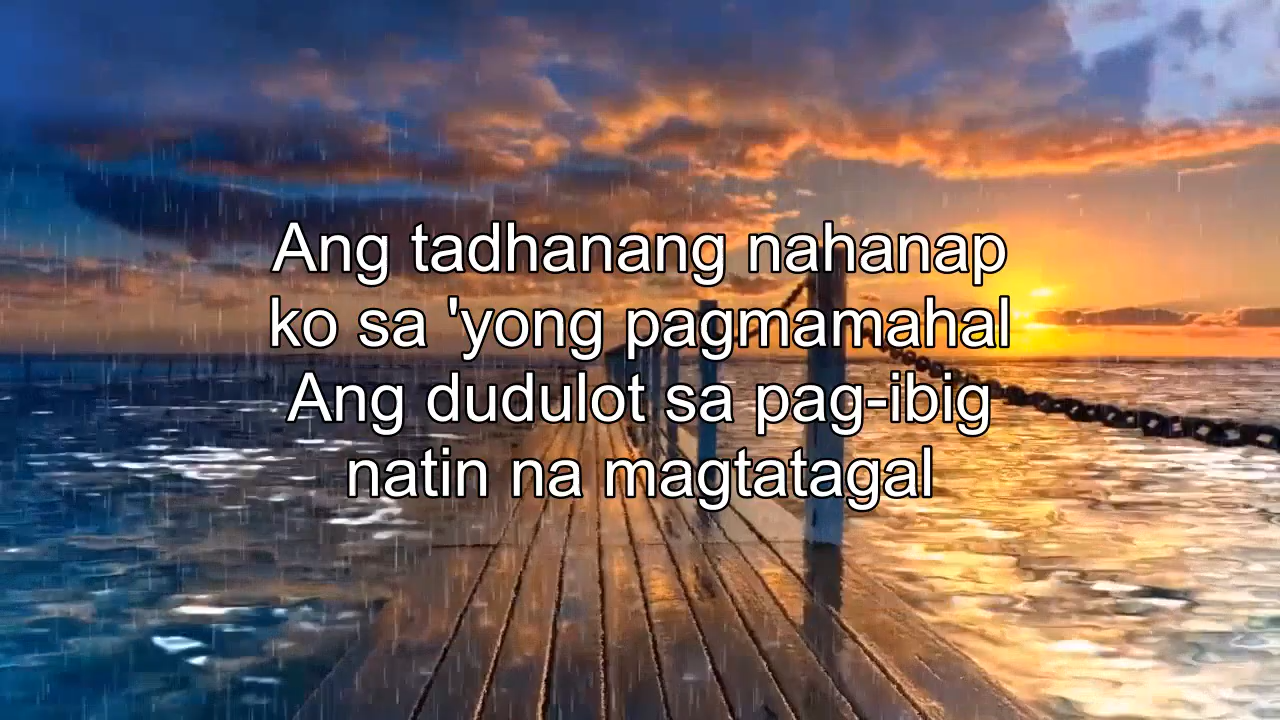 Ang tadhanang nahanap
ko sa 'yong pagmamahal
Ang dudulot sa pag-ibig
natin na magtatagal